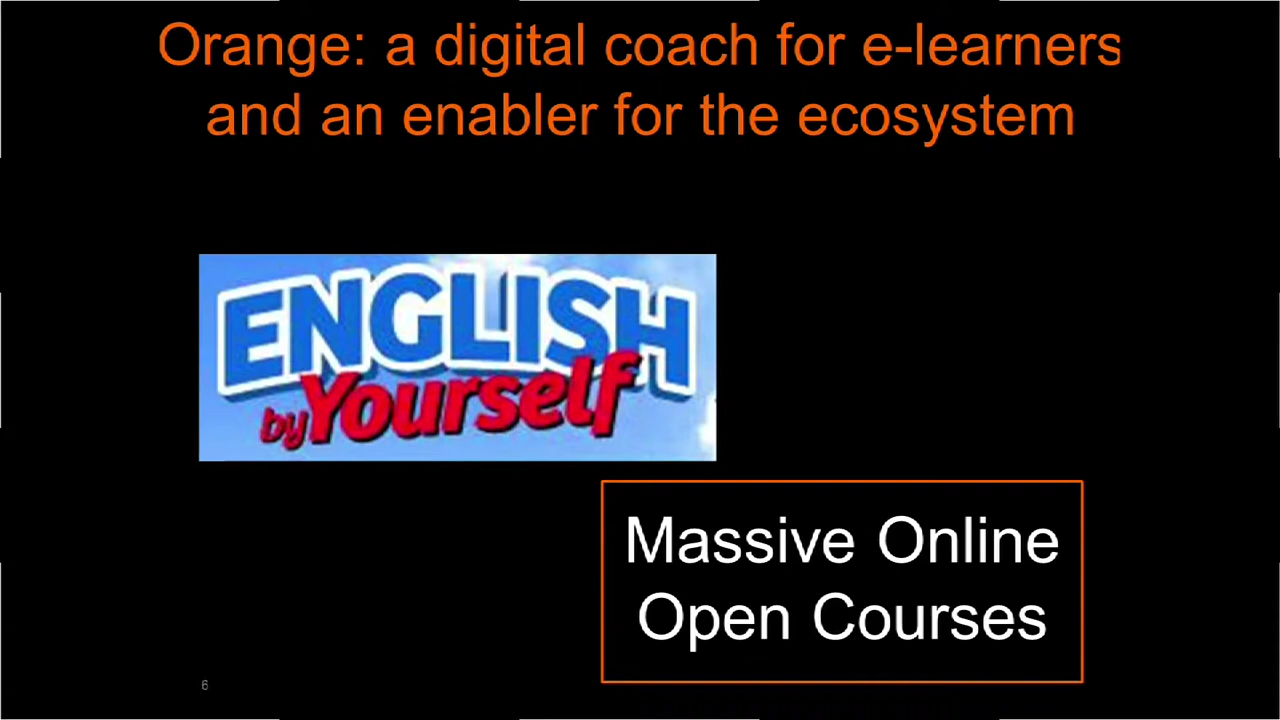 Orange: a digital coach for e-learners
and an enabler for the ecosystem
ENGLISH
by Yourself
Massive Online
Open Courses
6